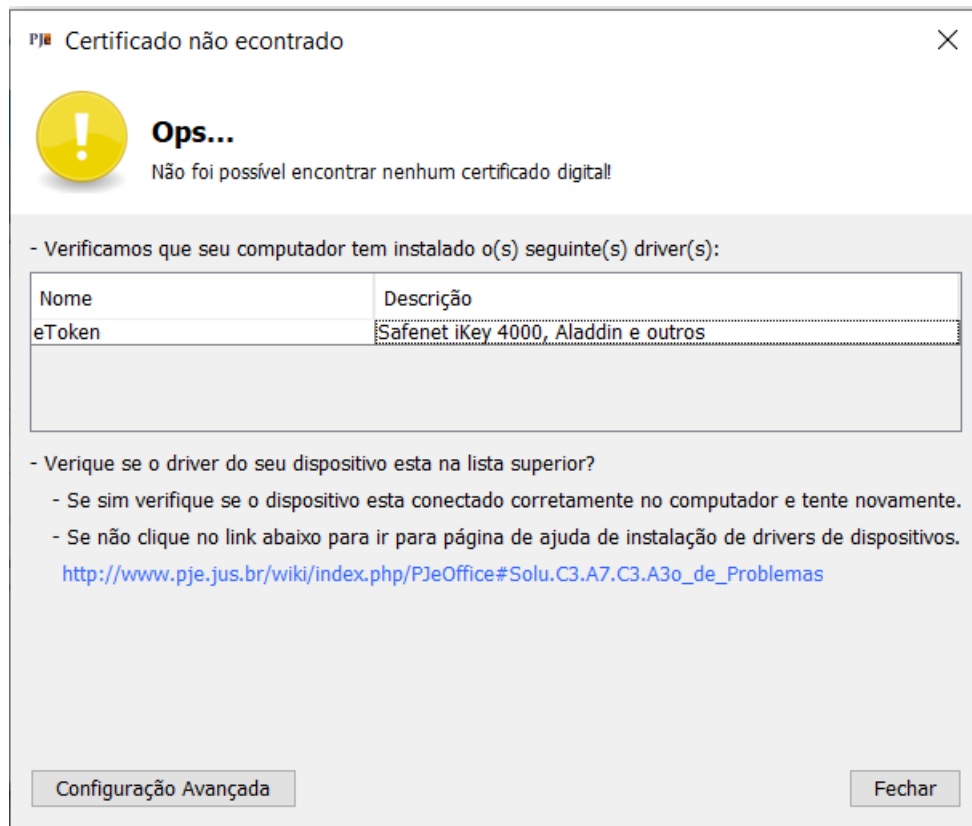 PJe Certificado não econtrado
Ops...
Não foi possível encontrar nenhum certificado digital!
- Verificamos que seu computador tem instalado o(s) seguinte(s) driver(s):
Nome Descrição
eToken Safenet iKey 4000, Aladdin e outros
- Verique se o driver do seu dispositivo esta na lista superior?
- Se sim verifique se o dispositivo esta conectado corretamente no computador e tente novamente.
- Se não clique no link abaixo para ir para página de ajuda de instalação de drivers de dispositivos.
http://www.pje.jus.br/wiki/index.php/PJeOffice#Solu.C3.A7.C3.A3o_de_Problemas
Configuração Avançada Fechar